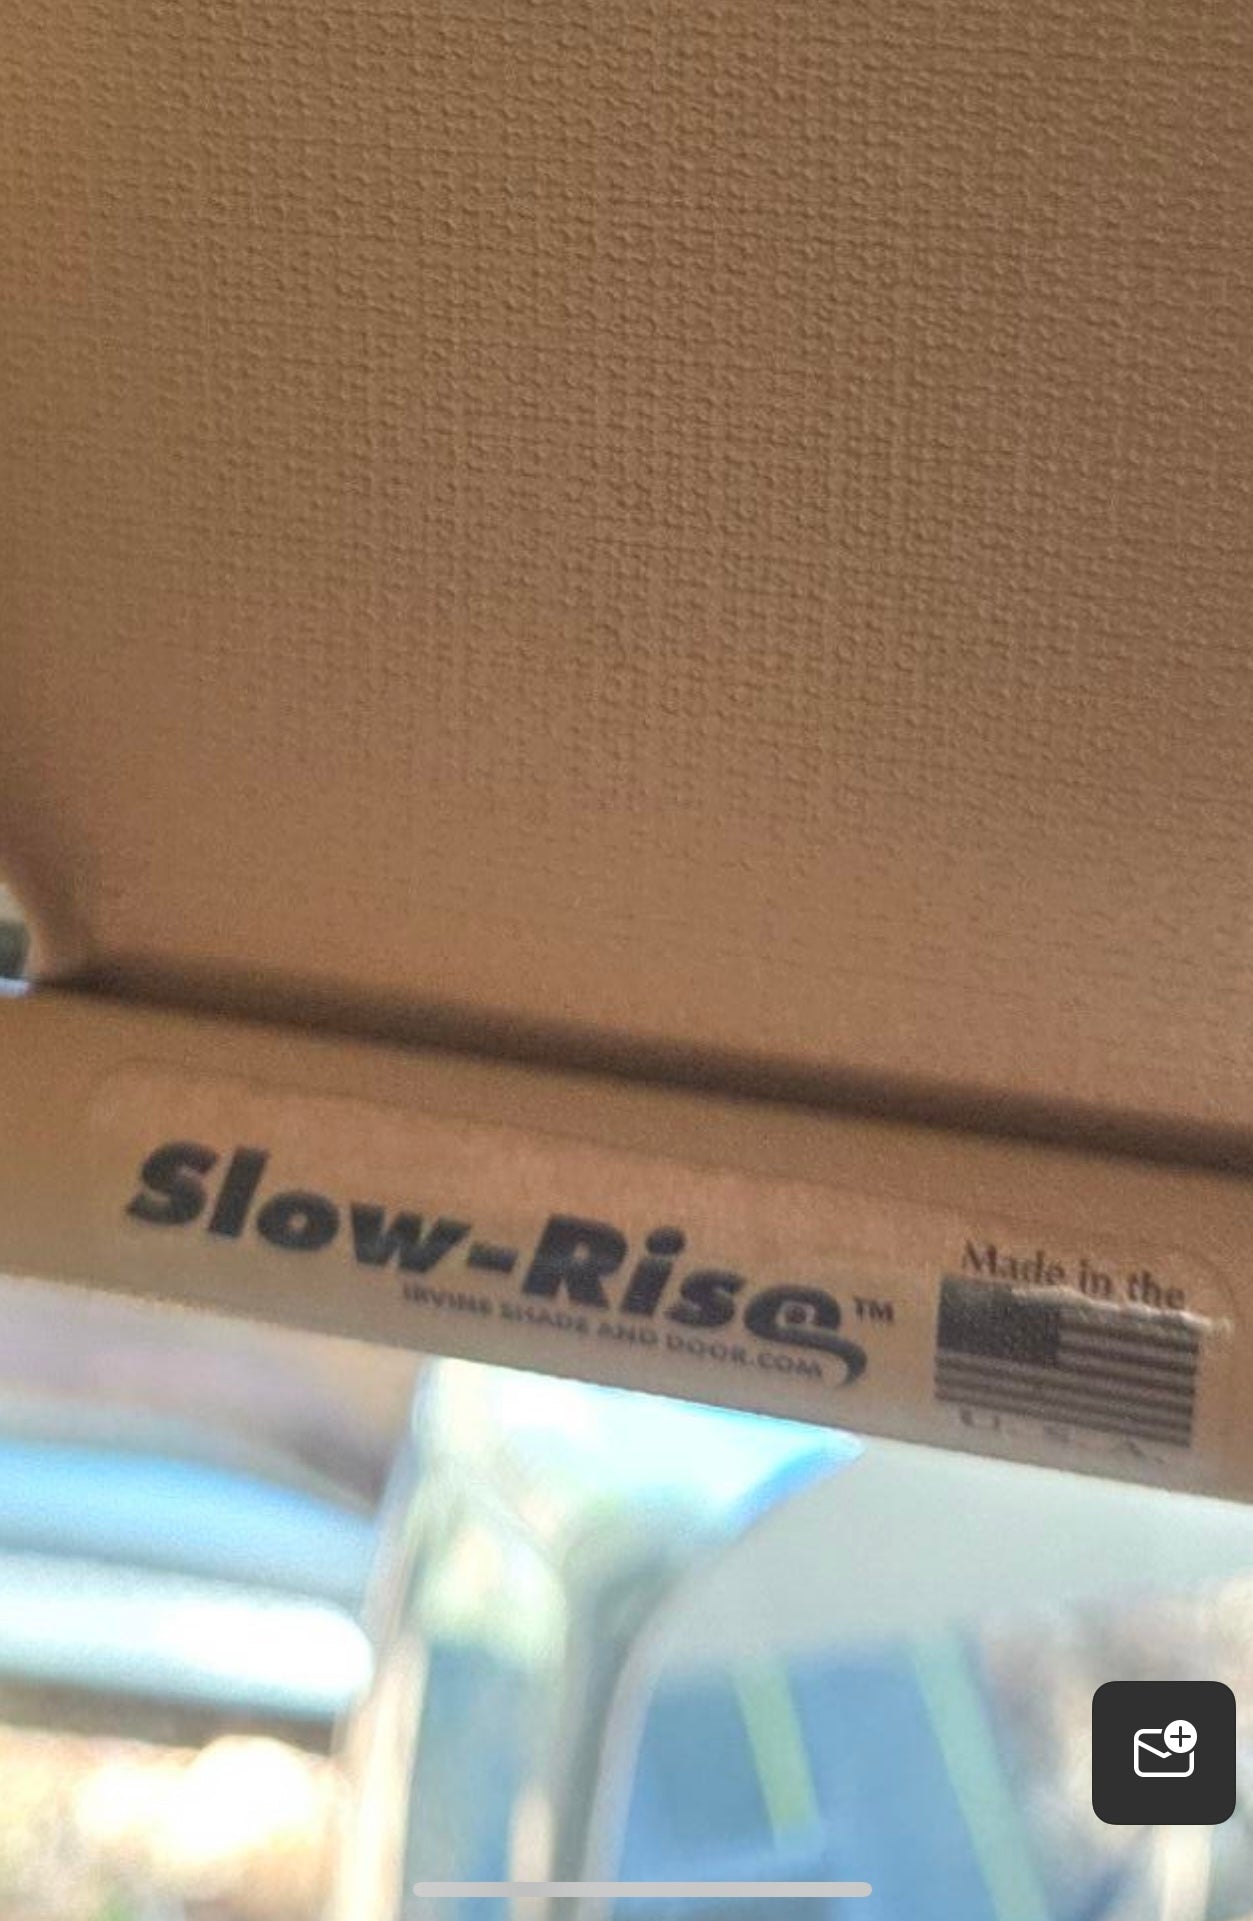 Slow-Rise™
IRVINE SHADE AND DOOR.COM
Made in the
U S A